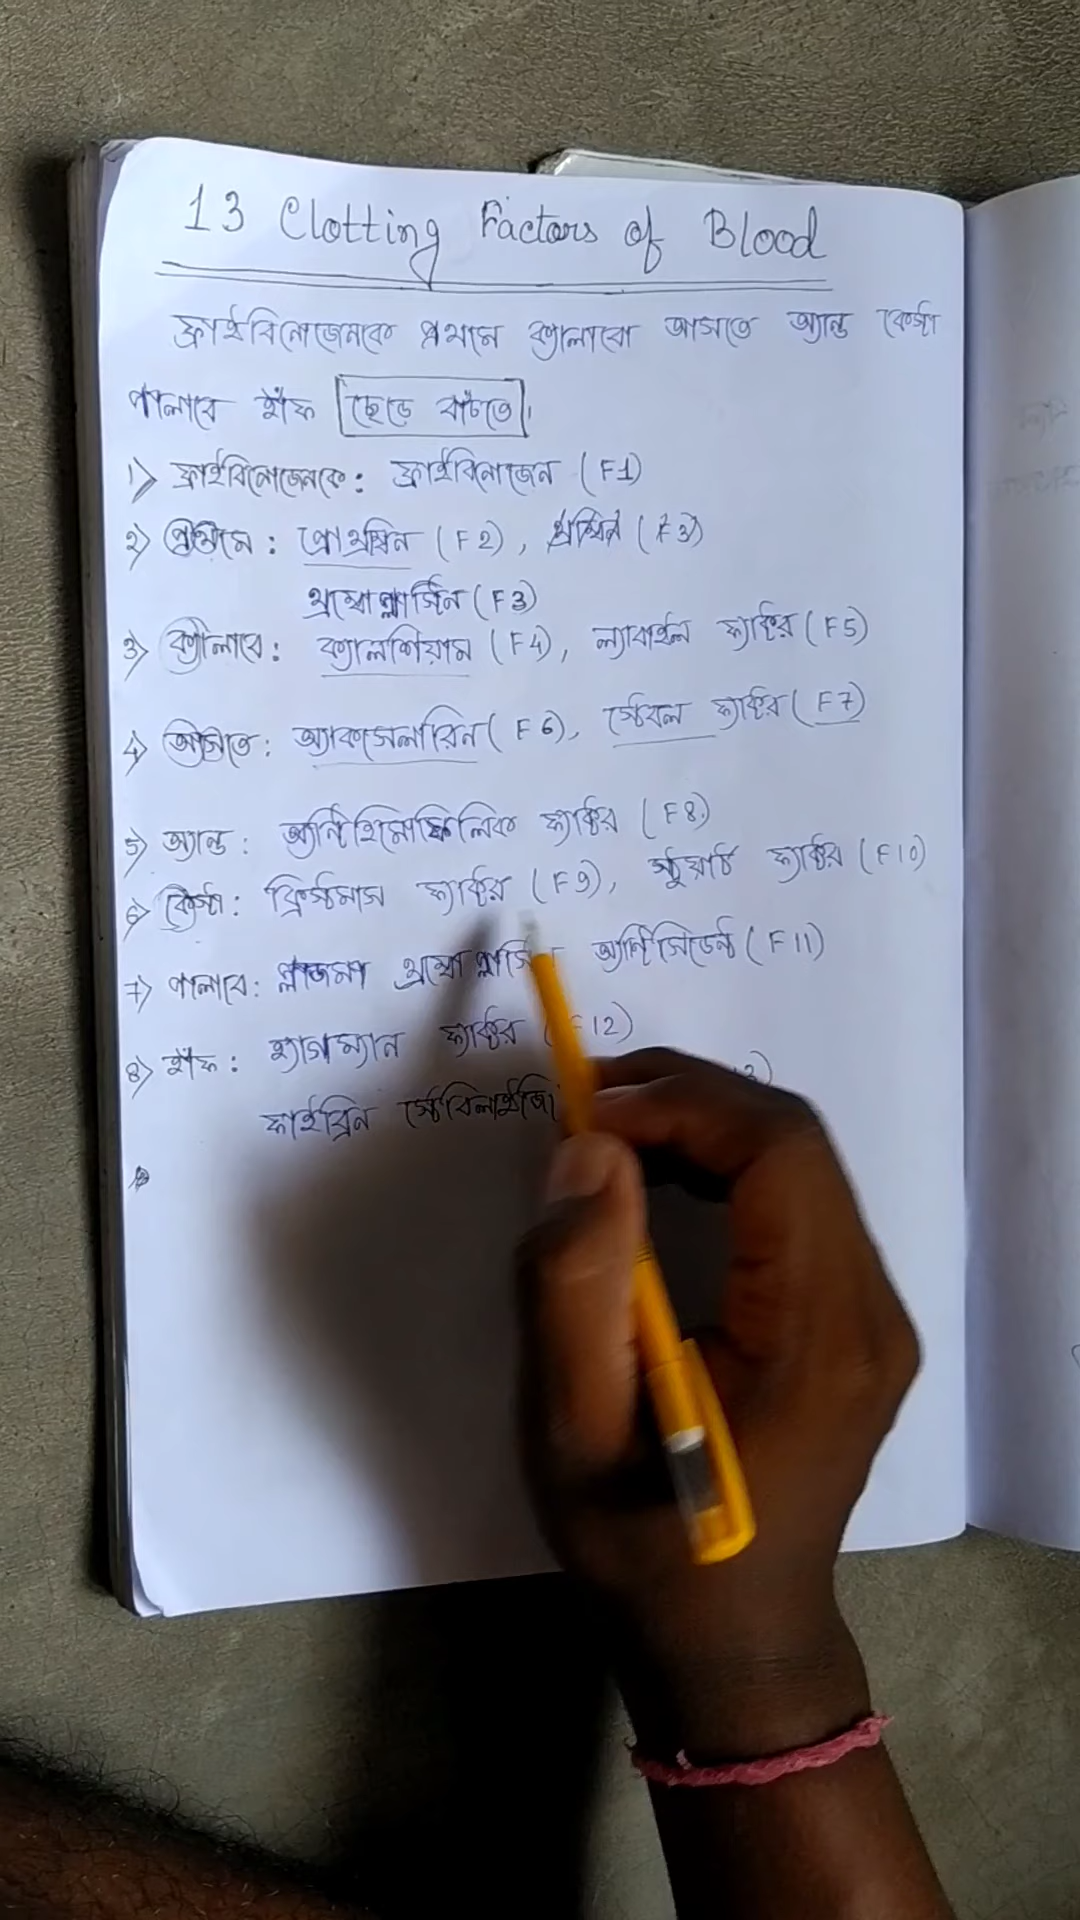 13 Clotting Factors of Blood
ফাইবিনোজেনকে প্রথমে ক্যালাবো আসতে অ্যান্ড কেস্টা
পালাবে হাঁফ ছেড়ে বাঁচতে।
1) ফাইবিনোজেনকে: ফাইবিনোজেন (F1)
2) প্রথমে: প্রোথ্রম্বিন (F2), থ্রম্বিন (F3)
থ্রম্বোপ্লাস্টিন (F3)
3) ক্যালাবে: ক্যালশিয়াম (F4), ল্যাবাইল ফ্যাক্টর (F5)
4) আসতে: অ্যাকসেলারিন (F6), স্টেবল ফ্যাক্টর (F7)
5) অ্যান্ড: অ্যান্টিহিমোফিলিক ফ্যাক্টর (F8)
6) কেস্টা: ক্রিস্টমাস ফ্যাক্টর (F9), স্টুয়ার্ট ফ্যাক্টর (F10)
7) পালাবে: প্লাজমা থ্রম্বোপ্লাস্টিন অ্যান্টিসিডেন্ট (F11)
8) হাঁফ: হ্যাগম্যান ফ্যাক্টর (F12)
ফাইব্রিন স্টেবিলাইজি